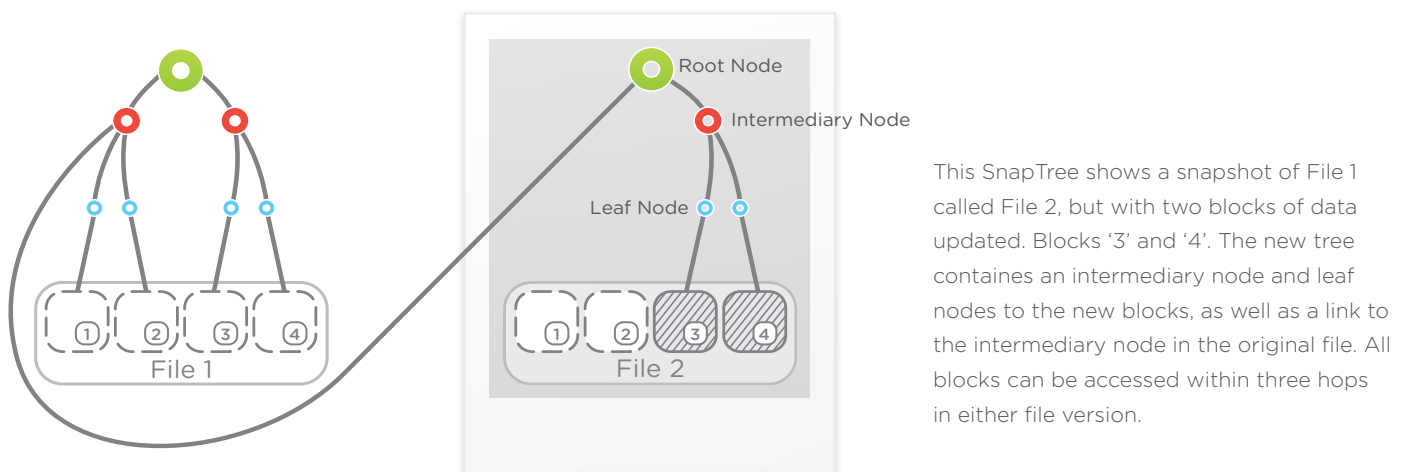 Root Node
Intermediary Node
Leaf Node
1 2 3 4
File 1
1 2 3 4
File 2
This SnapTree shows a snapshot of File 1
called File 2, but with two blocks of data
updated. Blocks ‘3’ and ‘4’. The new tree
containes an intermediary node and leaf
nodes to the new blocks, as well as a link to
the intermediary node in the original file. All
blocks can be accessed within three hops
in either file version.